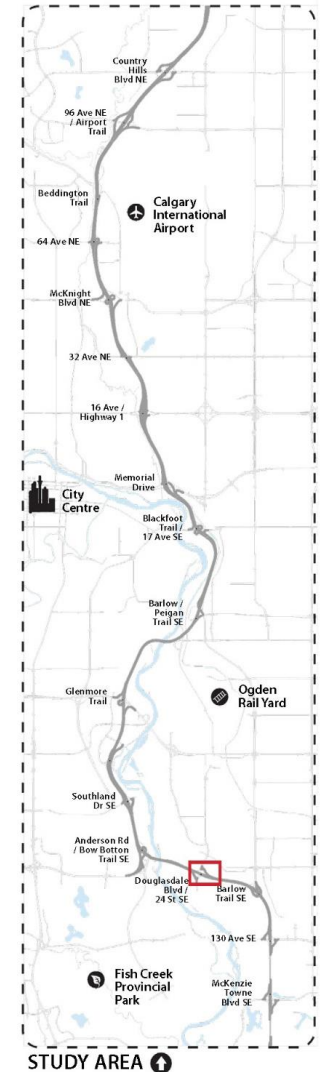 Country
Hills
Blvd NE
96 Ave NE
/ Airport
Trail
Beddington
Trail
Calgary
International
Airport
64 Ave NE
McKnight
Blvd NE
32 Ave NE
16 Ave /
Highway 1
Memorial
Drive
City
Centre
Blackfoot
Trail /
17 Ave SE
Barlow /
Peigan
Trail SE
Glenmore
Trail
Ogden
Rail Yard
Southland
Dr SE
Anderson Rd
/ Bow Botton
Trail SE
Douglasdale
Blvd /
24 St SE
Barlow
Trail SE
130 Ave SE
Fish Creek
Provincial
Park
McKenzie
Towne
Blvd SE
STUDY AREA